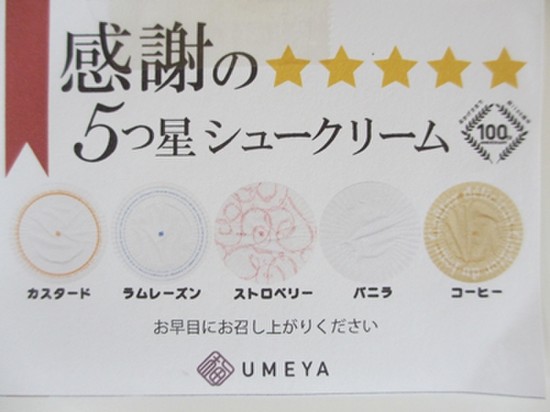 感謝の
5つ星 シュークリーム
100
カスタード
ラムレーズン
ストロベリー
バニラ
コーヒー
お早目にお召し上がりください
UMEYA